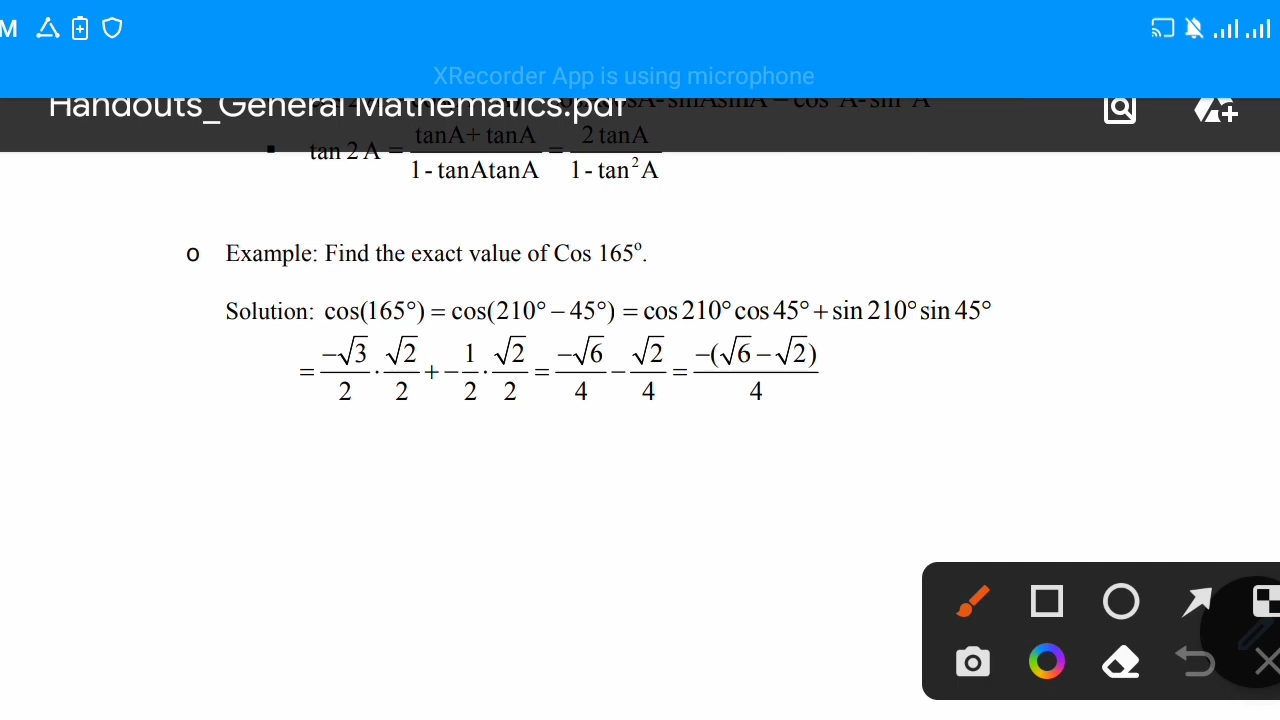 M
XRecorder App is using microphone
Handouts_General Mathematics.pdf
▪ tan 2A = (tanA + tanA)/(1 - tanAtanA) = (2 tanA)/(1 - tan²A)
o Example: Find the exact value of Cos 165º.
Solution: cos(165°) = cos(210° – 45°) = cos 210° cos 45° + sin 210° sin 45°
= (−√3)/2 · √2/2 + − 1/2 · √2/2 = (−√6)/4 − √2/4 = (−(√6 − √2))/4